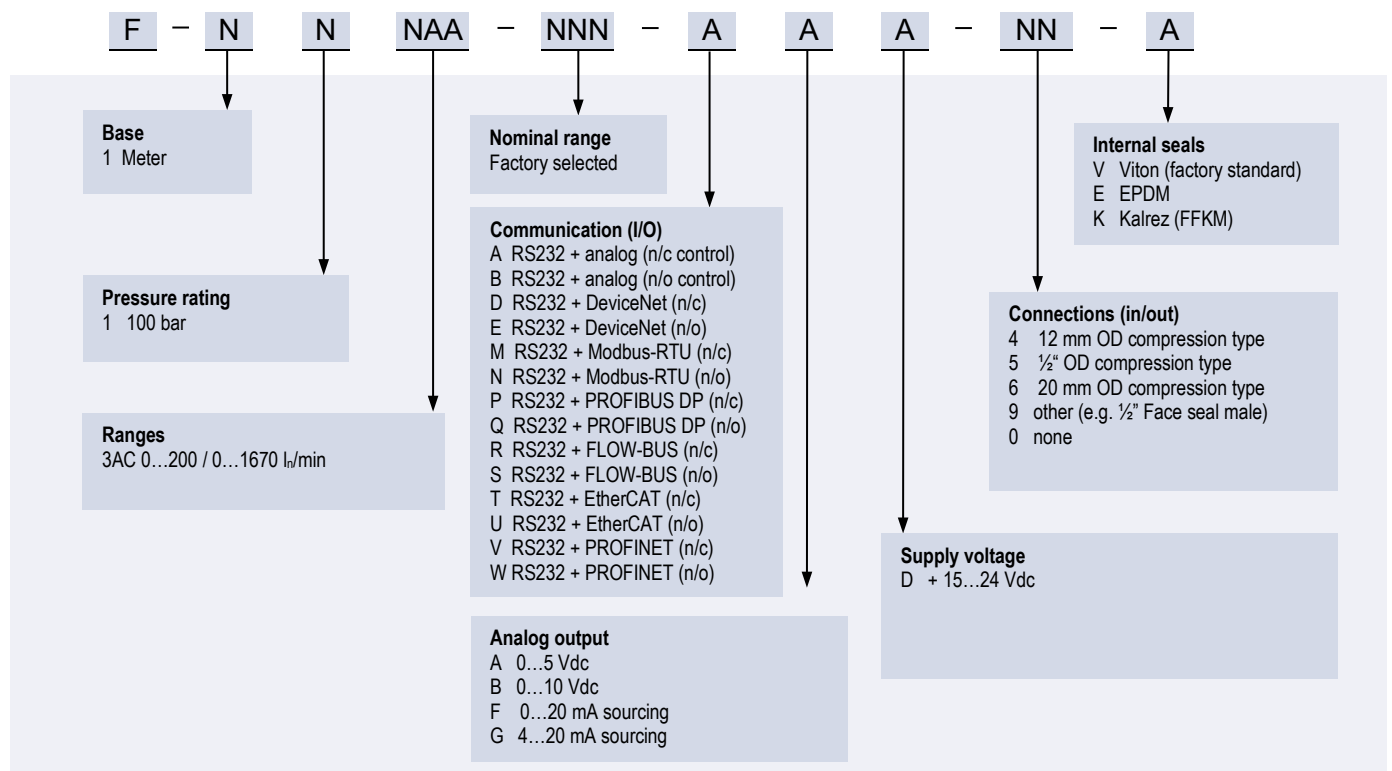 F – N N NAA – NNN – A A A – NN – A
Base
1 Meter
Pressure rating
1 100 bar
Ranges
3AC 0…200 / 0…1670 lₙ/min
Nominal range
Factory selected
Communication (I/O)
A RS232 + analog (n/c control)
B RS232 + analog (n/o control)
D RS232 + DeviceNet (n/c)
E RS232 + DeviceNet (n/o)
M RS232 + Modbus-RTU (n/c)
N RS232 + Modbus-RTU (n/o)
P RS232 + PROFIBUS DP (n/c)
Q RS232 + PROFIBUS DP (n/o)
R RS232 + FLOW-BUS (n/c)
S RS232 + FLOW-BUS (n/o)
T RS232 + EtherCAT (n/c)
U RS232 + EtherCAT (n/o)
V RS232 + PROFINET (n/c)
W RS232 + PROFINET (n/o)
Analog output
A 0…5 Vdc
B 0…10 Vdc
F 0…20 mA sourcing
G 4…20 mA sourcing
Internal seals
V Viton (factory standard)
E EPDM
K Kalrez (FFKM)
Connections (in/out)
4 12 mm OD compression type
5 ½“ OD compression type
6 20 mm OD compression type
9 other (e.g. ½” Face seal male)
0 none
Supply voltage
D + 15…24 Vdc